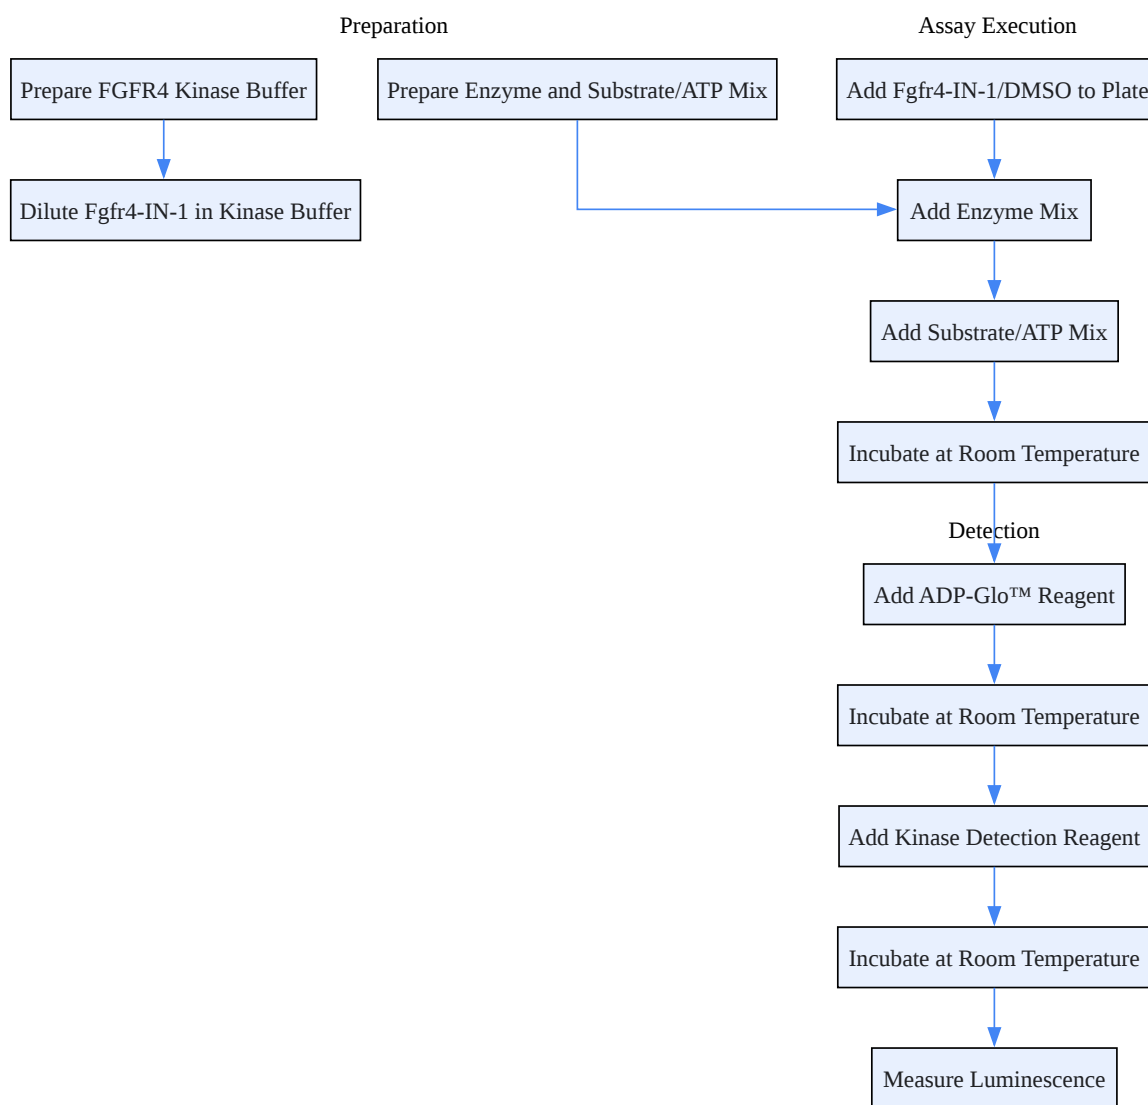 Preparation
Assay Execution
Prepare FGFR4 Kinase Buffer
Prepare Enzyme and Substrate/ATP Mix
Add Fgfr4-IN-1/DMSO to Plate
Dilute Fgfr4-IN-1 in Kinase Buffer
Add Enzyme Mix
Add Substrate/ATP Mix
Incubate at Room Temperature
Detection
Add ADP-Glo™ Reagent
Incubate at Room Temperature
Add Kinase Detection Reagent
Incubate at Room Temperature
Measure Luminescence